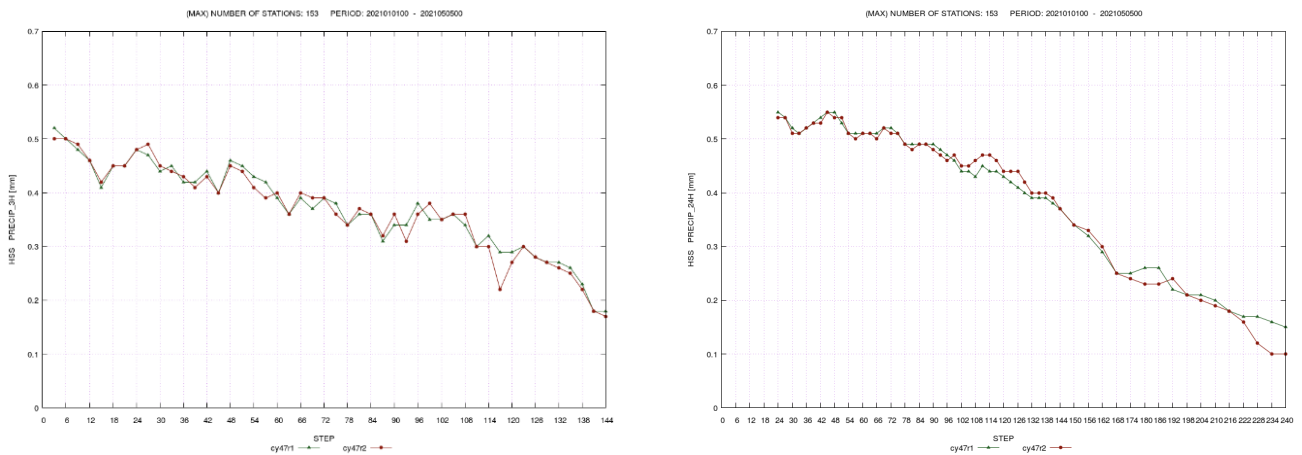 (MAX) NUMBER OF STATIONS: 153 PERIOD: 2021010100 - 2021050500
0.7
0.6
0.5
0.4
0.3
0.2
0.1
0
HSS PRECIP_3H [mm]
0 6 12 18 24 30 36 42 48 54 60 66 72 78 84 90 96 102 108 114 120 126 132 138 144
STEP
cy47r1 cy47r2
(MAX) NUMBER OF STATIONS: 153 PERIOD: 2021010100 - 2021050500
0.7
0.6
0.5
0.4
0.3
0.2
0.1
0
HSS PRECIP_24H [mm]
0 6 12 18 24 30 36 42 48 54 60 66 72 78 84 90 96 102 108 114 120 126 132 138 144 150 156 162 168 174 180 186 192 198 204 210 216 222 228 234 240
STEP
cy47r1 cy47r2